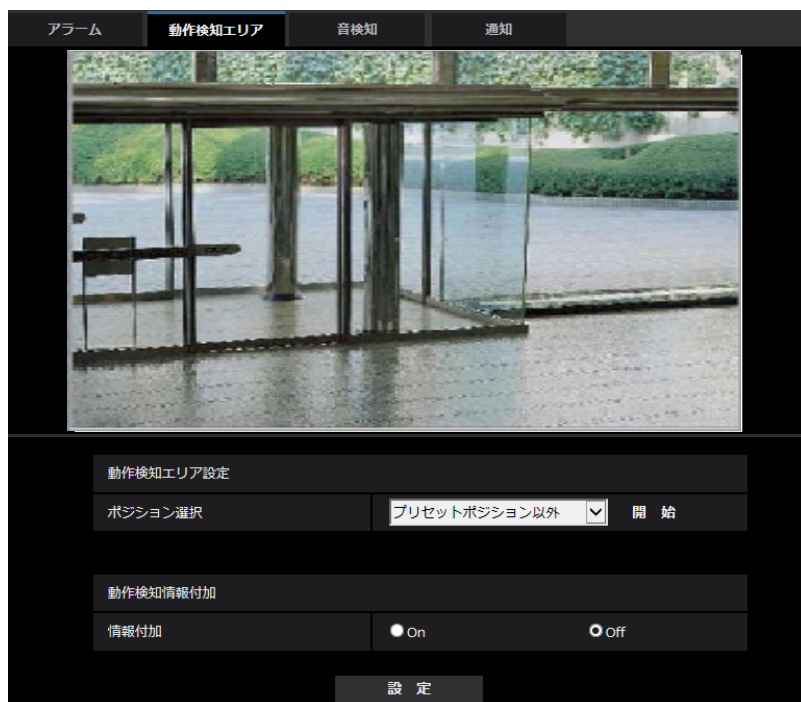 アラーム 動作検知エリア 音検知 通知
動作検知エリア設定
ポジション選択 プリセットポジション以外 開 始
動作検知情報付加
情報付加 On Off
設 定